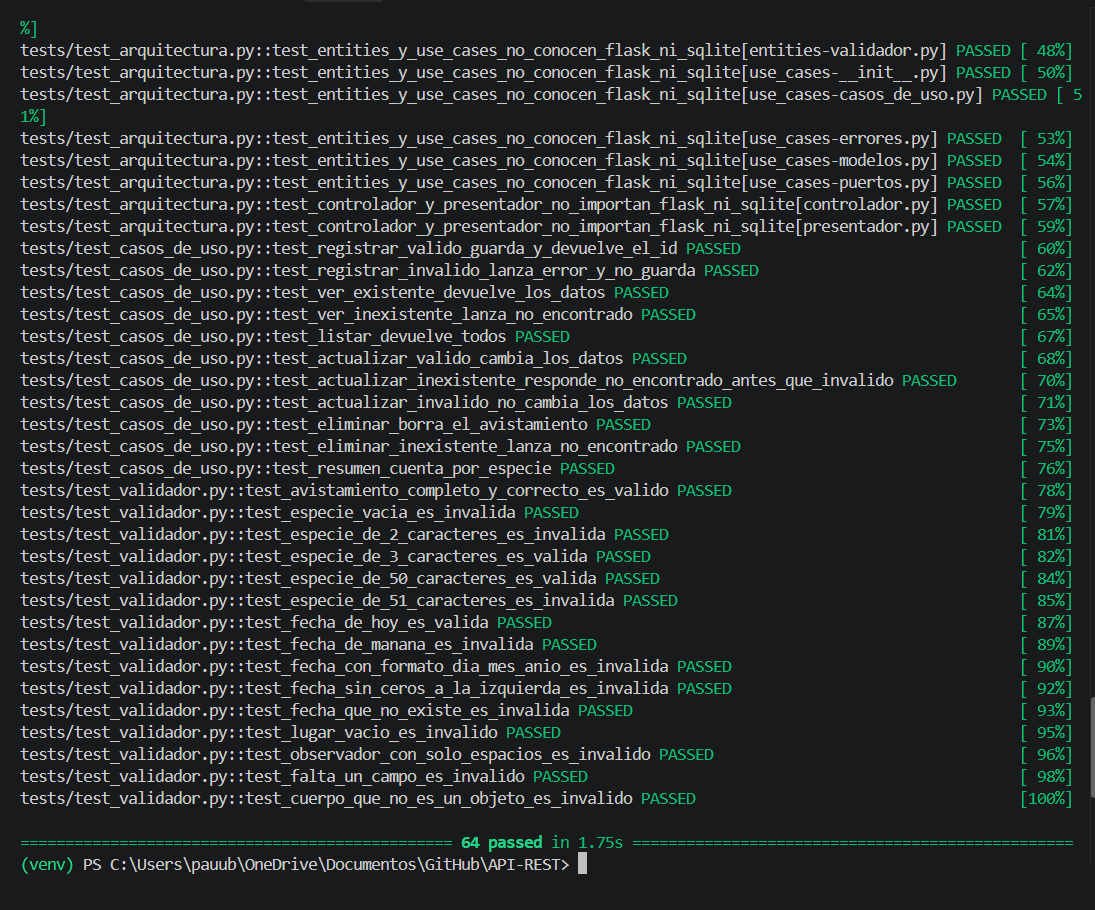 %]
tests/test_arquitectura.py::test_entities_y_use_cases_no_conocen_flask_ni_sqlite[entities-validador.py] PASSED [ 48%]
tests/test_arquitectura.py::test_entities_y_use_cases_no_conocen_flask_ni_sqlite[use_cases-__init__.py] PASSED [ 50%]
tests/test_arquitectura.py::test_entities_y_use_cases_no_conocen_flask_ni_sqlite[use_cases-casos_de_uso.py] PASSED [ 5
1%]
tests/test_arquitectura.py::test_entities_y_use_cases_no_conocen_flask_ni_sqlite[use_cases-errores.py] PASSED  [ 53%]
tests/test_arquitectura.py::test_entities_y_use_cases_no_conocen_flask_ni_sqlite[use_cases-modelos.py] PASSED  [ 54%]
tests/test_arquitectura.py::test_entities_y_use_cases_no_conocen_flask_ni_sqlite[use_cases-puertos.py] PASSED  [ 56%]
tests/test_arquitectura.py::test_controlador_y_presentador_no_importan_flask_ni_sqlite[controlador.py] PASSED  [ 57%]
tests/test_arquitectura.py::test_controlador_y_presentador_no_importan_flask_ni_sqlite[presentador.py] PASSED  [ 59%]
tests/test_casos_de_uso.py::test_registrar_valido_guarda_y_devuelve_el_id PASSED [ 60%]
tests/test_casos_de_uso.py::test_registrar_invalido_lanza_error_y_no_guarda PASSED [ 62%]
tests/test_casos_de_uso.py::test_ver_existente_devuelve_los_datos PASSED [ 64%]
tests/test_casos_de_uso.py::test_ver_inexistente_lanza_no_encontrado PASSED [ 65%]
tests/test_casos_de_uso.py::test_listar_devuelve_todos PASSED [ 67%]
tests/test_casos_de_uso.py::test_actualizar_valido_cambia_los_datos PASSED [ 68%]
tests/test_casos_de_uso.py::test_actualizar_inexistente_responde_no_encontrado_antes_que_invalido PASSED [ 70%]
tests/test_casos_de_uso.py::test_actualizar_invalido_no_cambia_los_datos PASSED [ 71%]
tests/test_casos_de_uso.py::test_eliminar_borra_el_avistamiento PASSED [ 73%]
tests/test_casos_de_uso.py::test_eliminar_inexistente_lanza_no_encontrado PASSED [ 75%]
tests/test_casos_de_uso.py::test_resumen_cuenta_por_especie PASSED [ 76%]
tests/test_validador.py::test_avistamiento_completo_y_correcto_es_valido PASSED [ 78%]
tests/test_validador.py::test_especie_vacia_es_invalida PASSED [ 79%]
tests/test_validador.py::test_especie_de_2_caracteres_es_invalida PASSED [ 81%]
tests/test_validador.py::test_especie_de_3_caracteres_es_valida PASSED [ 82%]
tests/test_validador.py::test_especie_de_50_caracteres_es_valida PASSED [ 84%]
tests/test_validador.py::test_especie_de_51_caracteres_es_invalida PASSED [ 85%]
tests/test_validador.py::test_fecha_de_hoy_es_valida PASSED [ 87%]
tests/test_validador.py::test_fecha_de_manana_es_invalida PASSED [ 89%]
tests/test_validador.py::test_fecha_con_formato_dia_mes_anio_es_invalida PASSED [ 90%]
tests/test_validador.py::test_fecha_sin_ceros_a_la_izquierda_es_invalida PASSED [ 92%]
tests/test_validador.py::test_fecha_que_no_existe_es_invalida PASSED [ 93%]
tests/test_validador.py::test_lugar_vacio_es_invalido PASSED [ 95%]
tests/test_validador.py::test_observador_con_solo_espacios_es_invalido PASSED [ 96%]
tests/test_validador.py::test_falta_un_campo_es_invalido PASSED [ 98%]
tests/test_validador.py::test_cuerpo_que_no_es_un_objeto_es_invalido PASSED [100%]
================================================ 64 passed in 1.75s =================================================
(venv) PS C:\Users\pauub\OneDrive\Documentos\GitHub\API-REST>